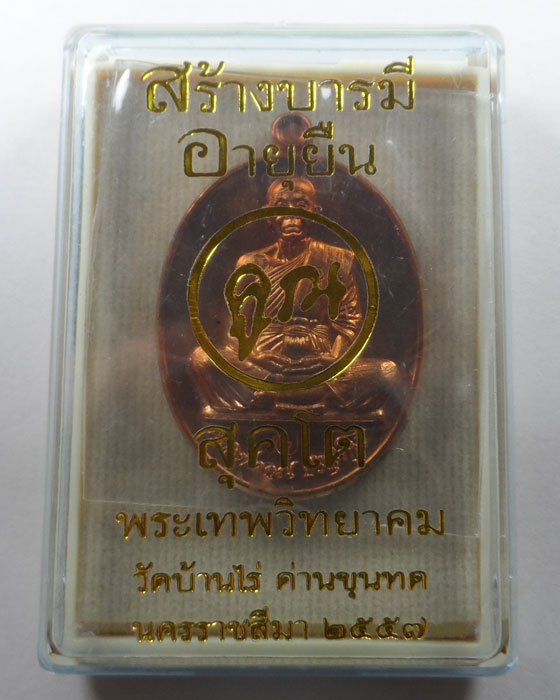 สร้างบารมี
อายุยืน
คูณ
สุคโต
พระเทพวิทยาคม
วัดบ้านไร่ ด่านขุนทด
นครราชสีมา ๒๕๕๗